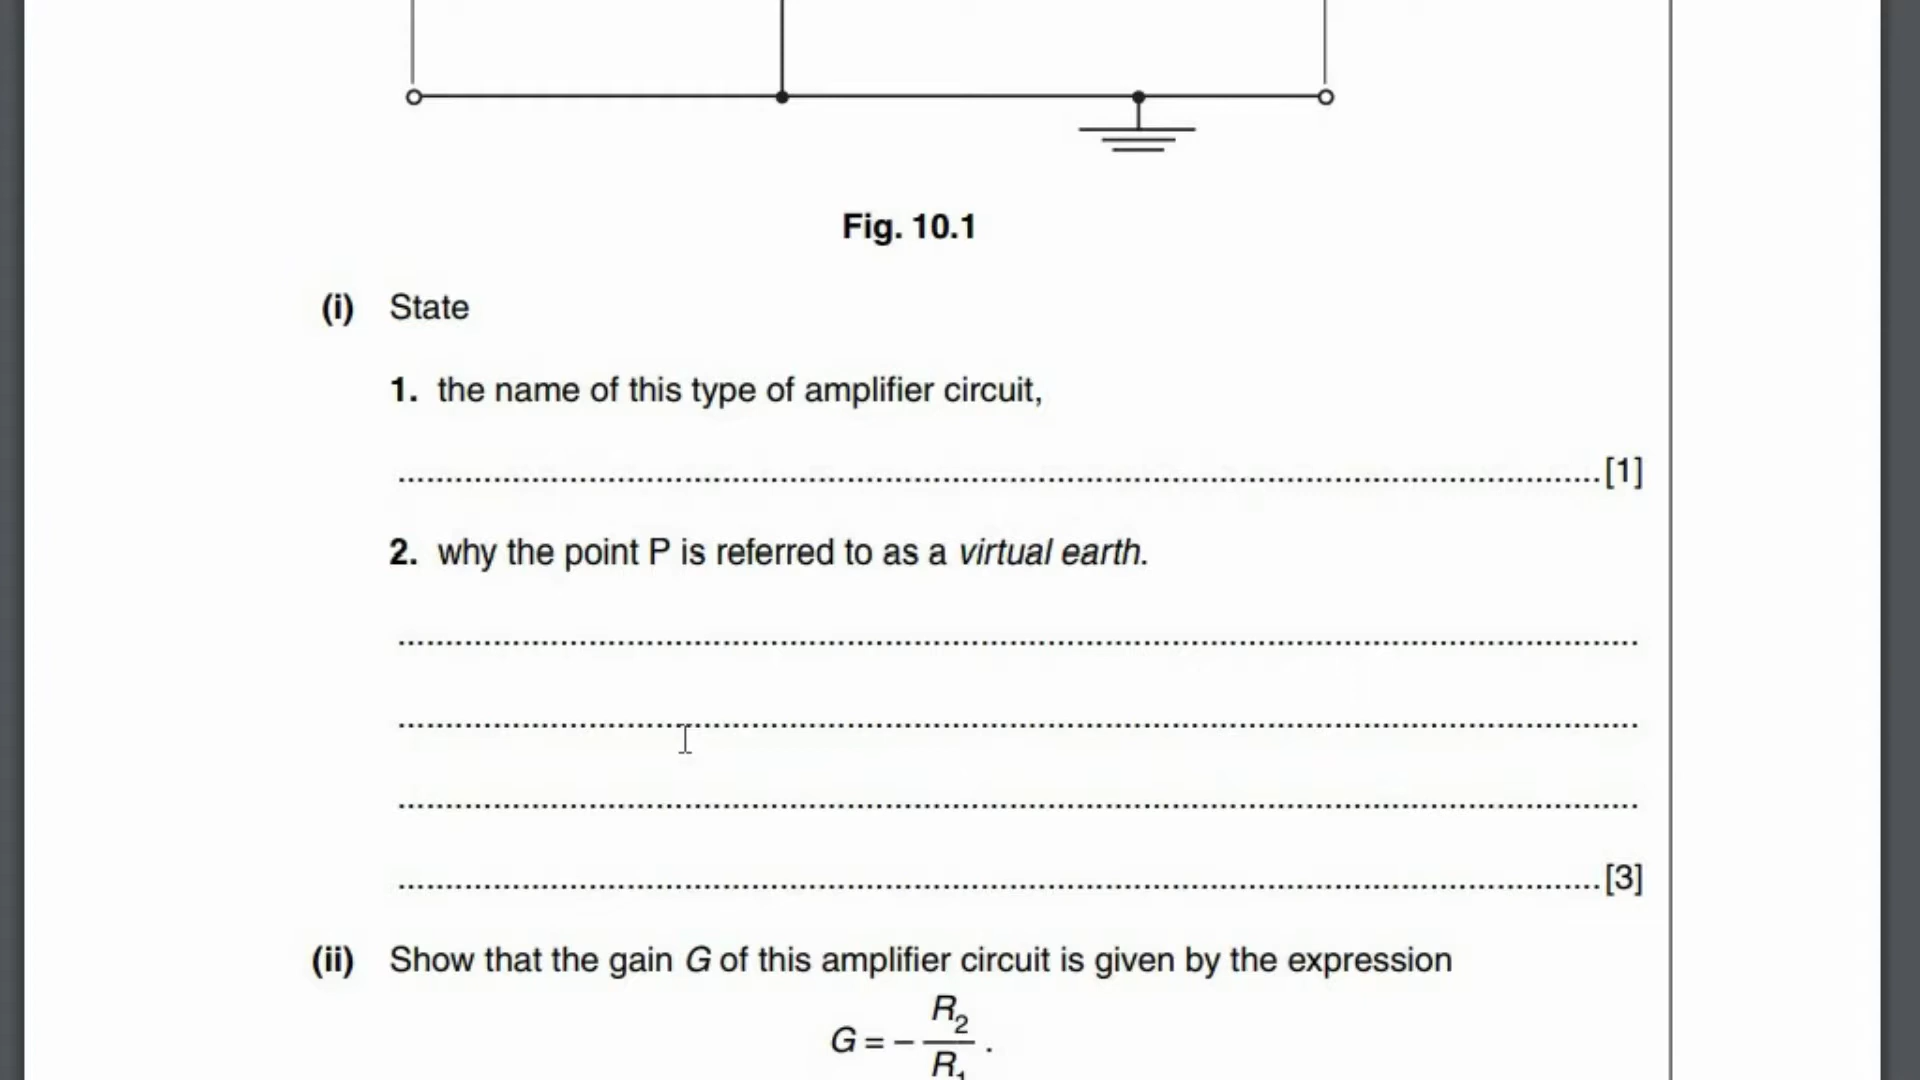 Fig. 10.1
(i) State
1. the name of this type of amplifier circuit,
..............................[1]
2. why the point P is referred to as a virtual earth.
..............................
..............................
..............................
..............................[3]
(ii) Show that the gain G of this amplifier circuit is given by the expression
G = – R₂
R₁ .